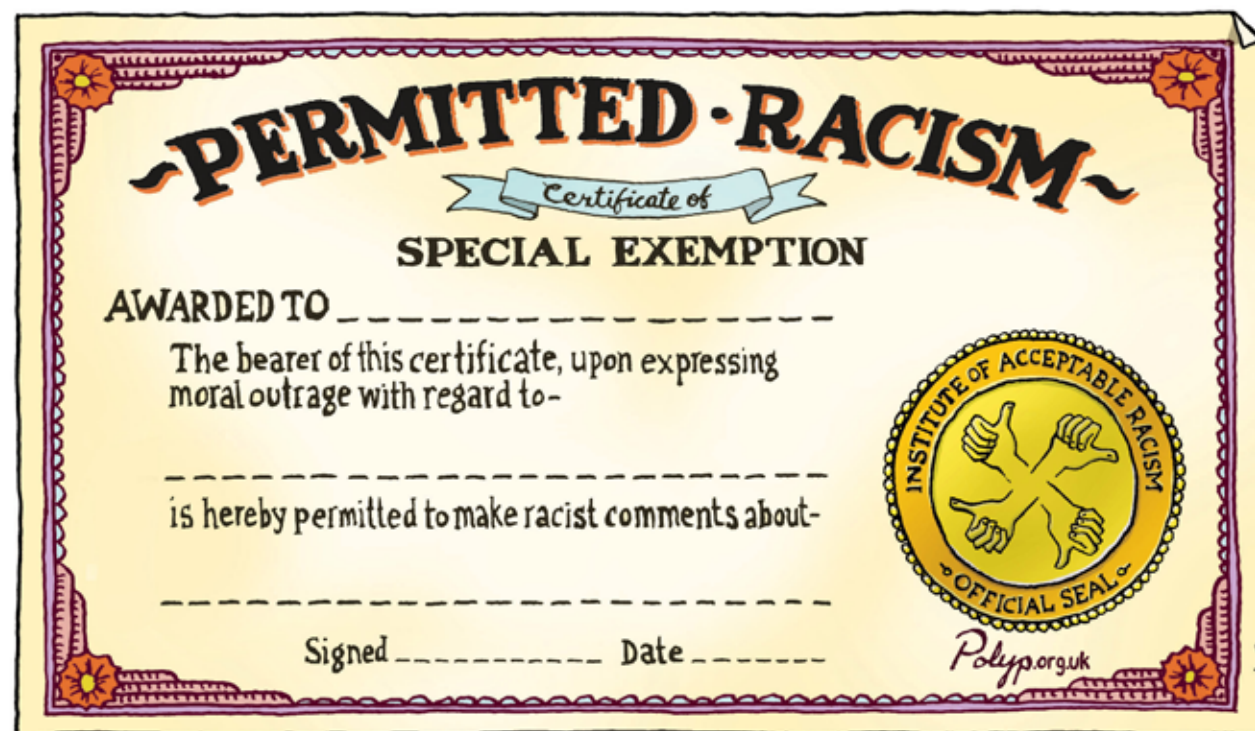 ~PERMITTED·RACISM~
Certificate of
SPECIAL EXEMPTION
AWARDED TO _ _ _ _ _ _ _ _ _ _ _ _ _ _ _ _ _
The bearer of this certificate, upon expressing
moral outrage with regard to-
_ _ _ _ _ _ _ _ _ _ _ _ _ _ _ _ _ _ _ _ _ _ _
is hereby permitted to make racist comments about-
_ _ _ _ _ _ _ _ _ _ _ _ _ _ _ _ _ _ _ _ _ _ _
Signed _ _ _ _ _ _ _ _ _ _ _ Date _ _ _ _ _ _ _
INSTITUTE OF ACCEPTABLE RACISM
OFFICIAL SEAL
Polyp.org.uk